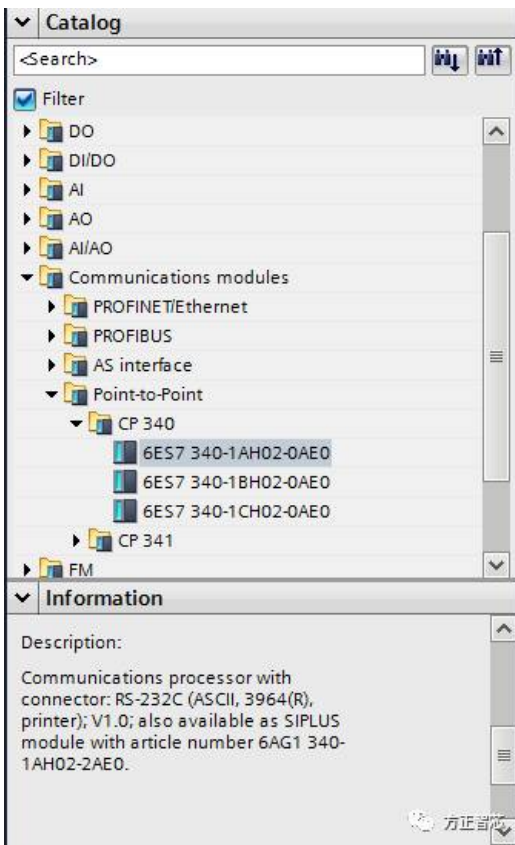 Catalog
<Search>
Filter
DO
DI/DO
AI
AO
AI/AO
Communications modules
PROFINET/Ethernet
PROFIBUS
AS interface
Point-to-Point
CP 340
6ES7 340-1AH02-0AE0
6ES7 340-1BH02-0AE0
6ES7 340-1CH02-0AE0
CP 341
FM
Information
Description:
Communications processor with
connector: RS-232C (ASCII, 3964(R),
printer); V1.0; also available as SIPLUS
module with article number 6AG1 340-
1AH02-2AE0.
方正智芯